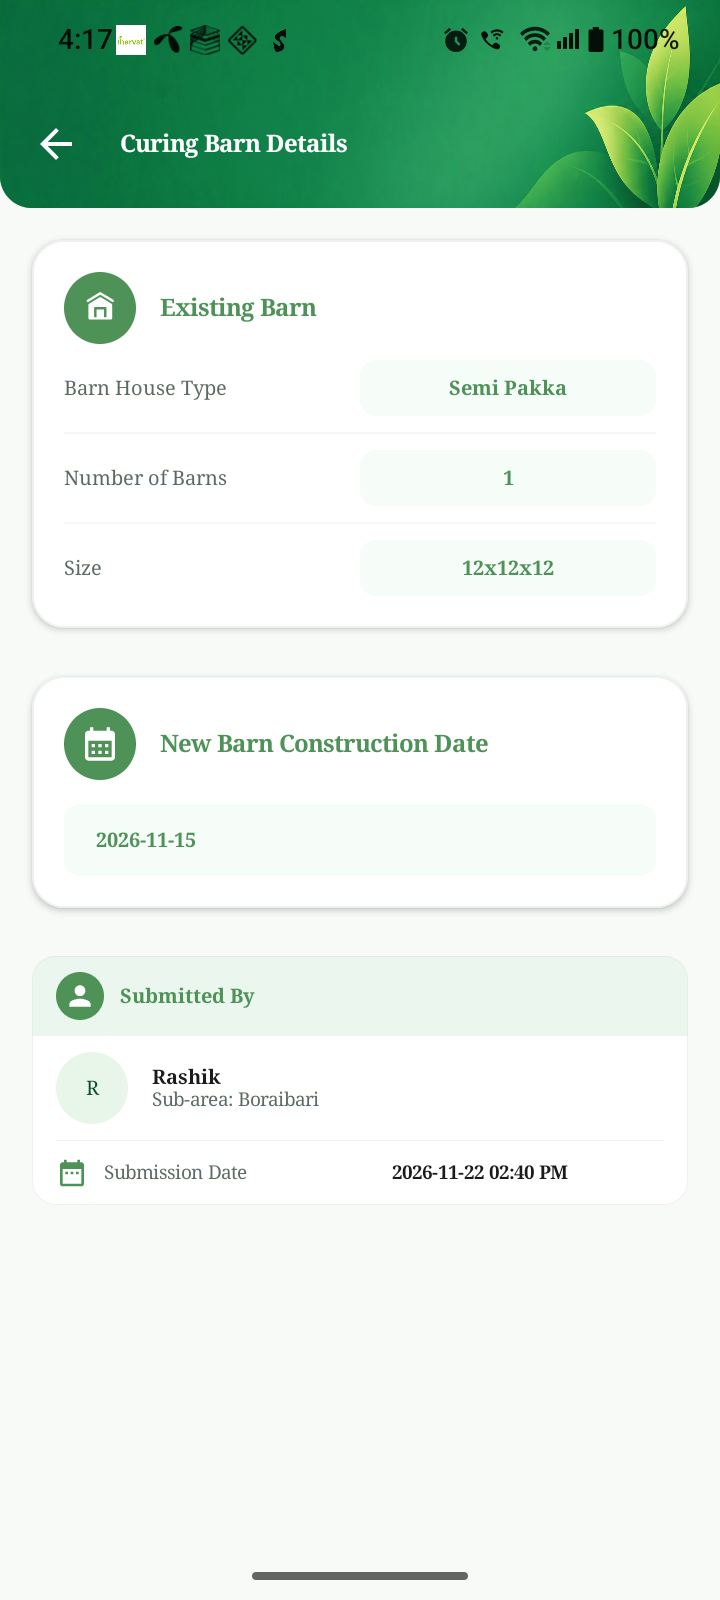 4:17
100%
Curing Barn Details
Existing Barn
Barn House Type
Semi Pakka
Number of Barns
1
Size
12x12x12
New Barn Construction Date
2026-11-15
Submitted By
R
Rashik
Sub-area: Boraibari
Submission Date
2026-11-22 02:40 PM